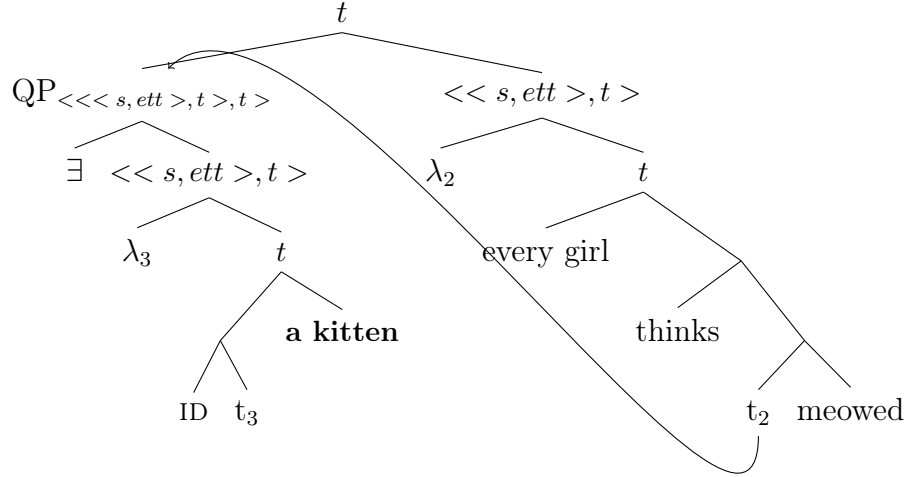 t
QP<<< s, ett >, t >, t > << s, ett >, t >
∃ << s, ett >, t > λ2 t
λ3 t every girl
a kitten thinks
ID t3 t2 meowed